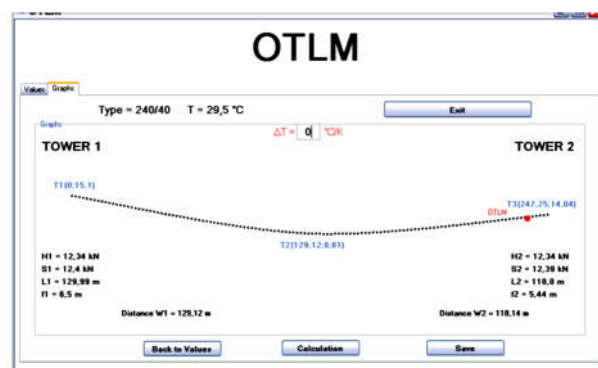 OTLM
Values Graphs
Type = 240/40 T = 29,5 °C
Exit
Graphs
ΔT = 0 °C/K
TOWER 1
TOWER 2
T1(0,15,1)
T3(247,25,14,04)
OTLM
T2(129,12;8,61)
H1 = 12,34 kN
S1 = 12,4 kN
L1 = 129,99 m
f1 = 6,5 m
H2 = 12,34 kN
S2 = 12,39 kN
L2 = 118,8 m
f2 = 5,44 m
Distance W1 = 129,12 m
Distance W2 = 118,14 m
Back to Values
Calculation
Save